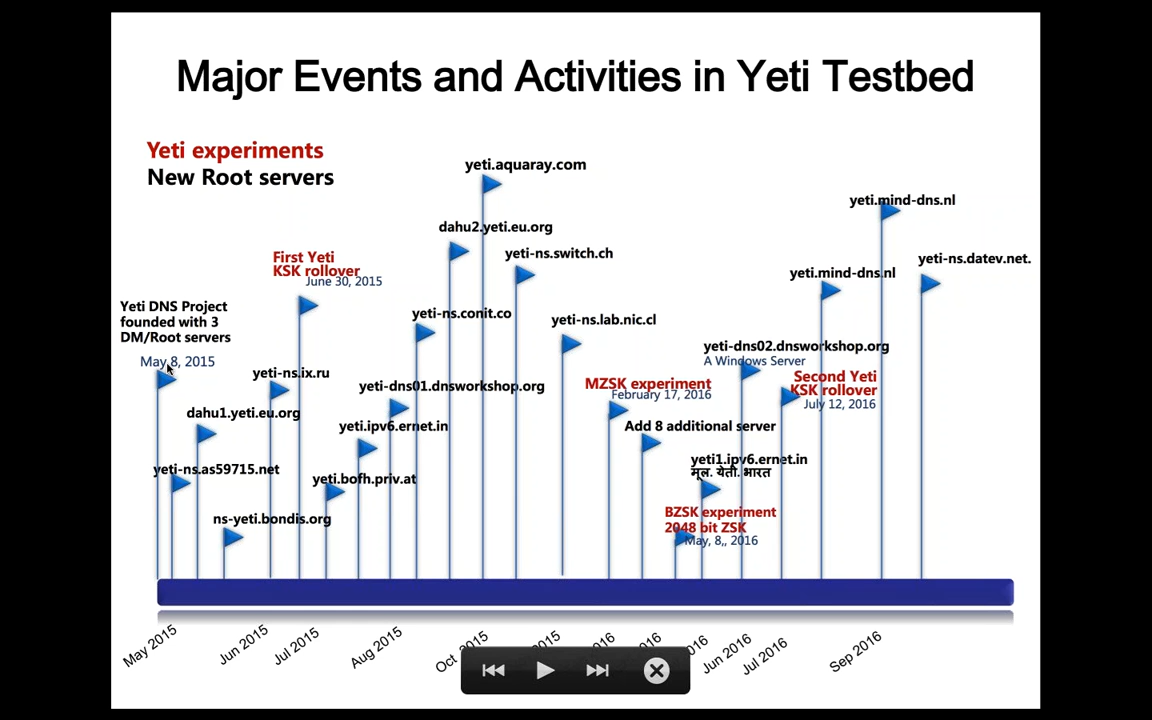 Major Events and Activities in Yeti Testbed
Yeti experiments
New Root servers
yeti.aquaray.com
yeti.mind-dns.nl
dahu2.yeti.eu.org
yeti-ns.switch.ch
First Yeti
KSK rollover
June 30, 2015
yeti-ns.datev.net.
yeti.mind-dns.nl
Yeti DNS Project
founded with 3
DM/Root servers
May 8, 2015
yeti-ns.conit.co
yeti-ns.lab.nic.cl
yeti-dns02.dnsworkshop.org
A Windows Server
yeti-ns.ix.ru
yeti-dns01.dnsworkshop.org
MZSK experiment
February 17, 2016
Second Yeti
KSK rollover
July 12, 2016
dahu1.yeti.eu.org
yeti.ipv6.ernet.in
Add 8 additional server
yeti-ns.as59715.net
yeti.bofh.priv.at
yeti1.ipv6.ernet.in
मूल. येती. भारत
ns-yeti.bondis.org
BZSK experiment
2048 bit ZSK
May, 8,, 2016
May 2015
Jun 2015
Jul 2015
Aug 2015
Oct 2015
2015
2016
2016
2016
Jun 2016
Jul 2016
Sep 2016